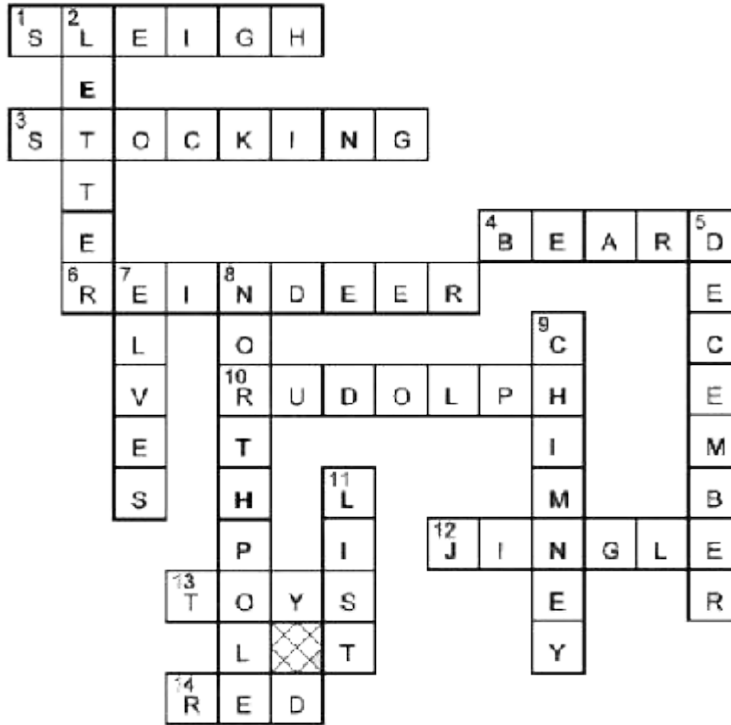 1 S 2 L E I G H
E
3 S T O C K I N G
T
E 4 B E A R 5 D
6 R 7 E I 8 N D E E R E
L O 9 C C
V 10 R U D O L P H E
E T I M
S H 11 L M B
P I 12 J I N G L E
13 T O Y S E R
L T Y
14 R E D